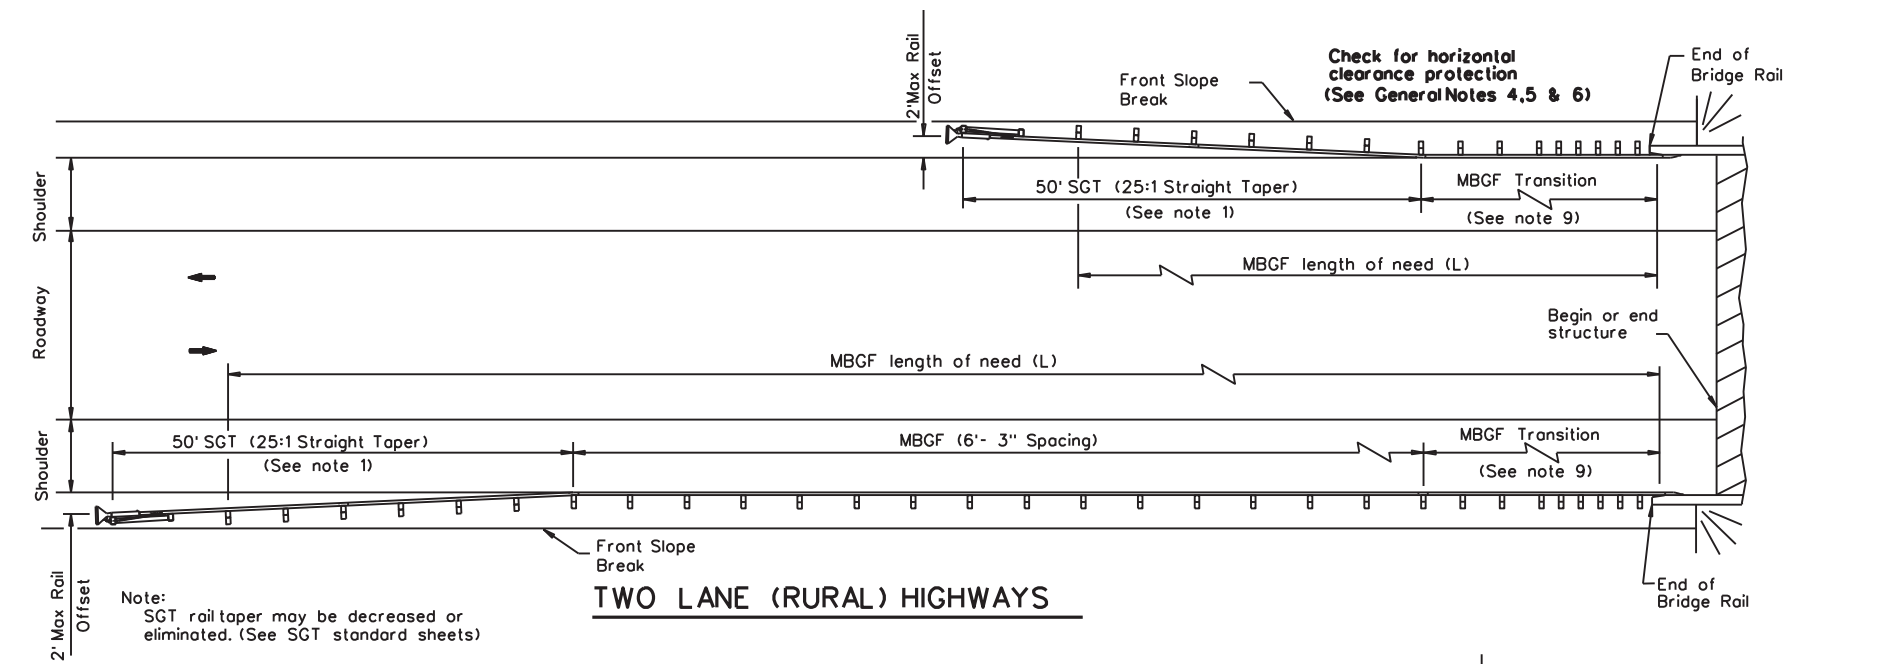 2'Max Rail
Offset
Front Slope
Break
Check for horizontal
clearance protection
(See General Notes 4,5 & 6)
End of
Bridge Rail
Shoulder
50' SGT (25:1 Straight Taper)
(See note 1)
MBGF Transition
(See note 9)
MBGF length of need (L)
Roadway
Begin or end
structure
MBGF length of need (L)
Shoulder
50' SGT (25:1 Straight Taper)
(See note 1)
MBGF (6'- 3" Spacing)
MBGF Transition
(See note 9)
Front Slope
Break
End of
Bridge Rail
2' Max Rail
Offset
Note:
SGT rail taper may be decreased or
eliminated. (See SGT standard sheets)
TWO LANE (RURAL) HIGHWAYS